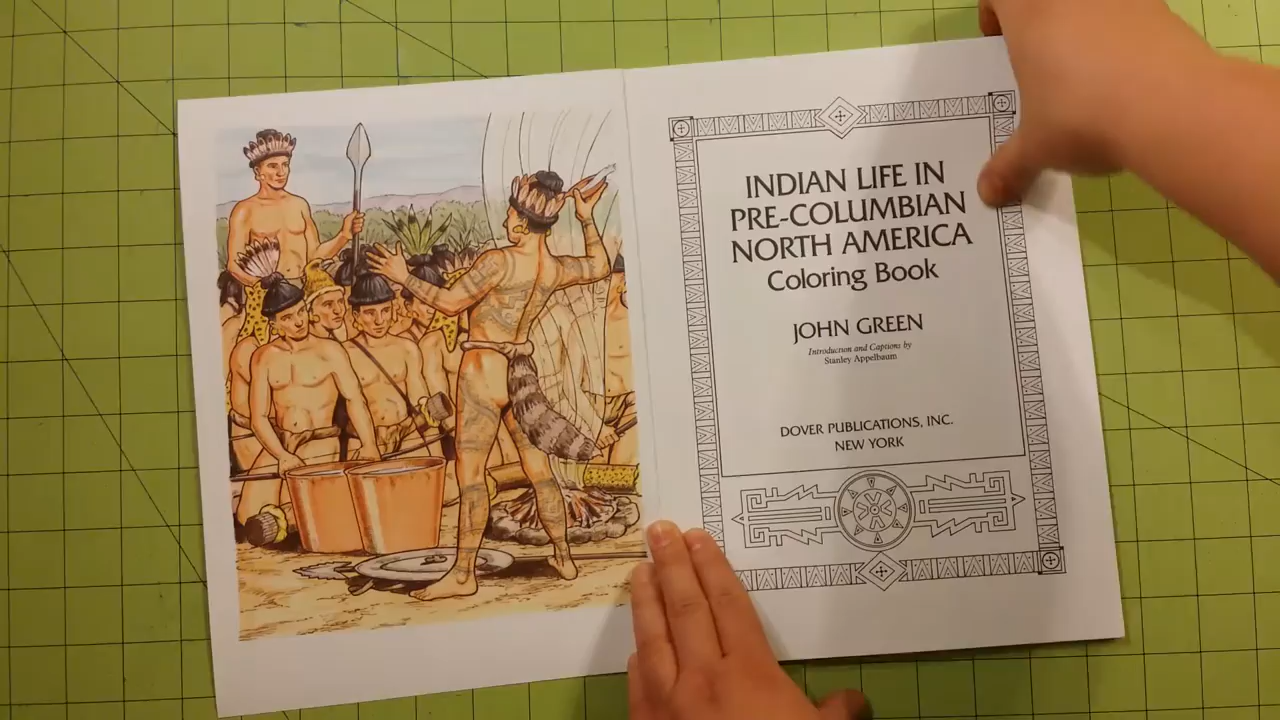 INDIAN LIFE IN
PRE-COLUMBIAN
NORTH AMERICA
Coloring Book
JOHN GREEN
Introduction and Captions by
Stanley Appelbaum
DOVER PUBLICATIONS, INC.
NEW YORK